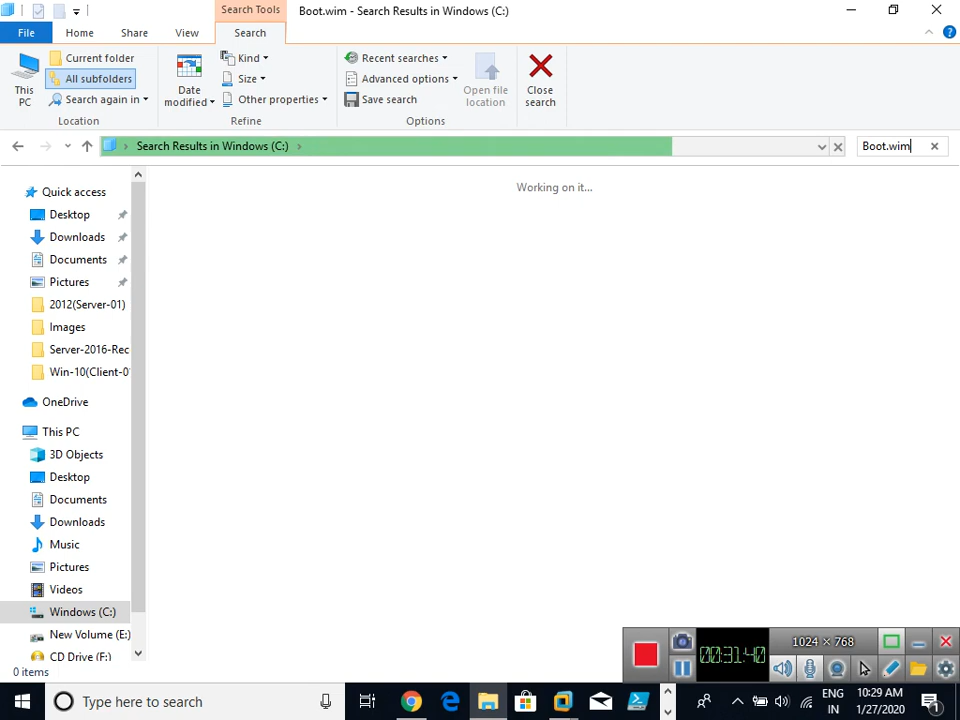 Search Tools
Boot.wim - Search Results in Windows (C:)
File
Home
Share
View
Search
This PC
Current folder
All subfolders
Search again in
Location
Date modified
Kind
Size
Other properties
Refine
Recent searches
Advanced options
Save search
Options
Open file location
Close search
Search Results in Windows (C:)
Boot.wim
Working on it...
Quick access
Desktop
Downloads
Documents
Pictures
2012(Server-01)
Images
Server-2016-Rec
Win-10(Client-0
OneDrive
This PC
3D Objects
Desktop
Documents
Downloads
Music
Pictures
Videos
Windows (C:)
New Volume (E:)
CD Drive (F:)
0 items
00:31:40
1024 × 768
Type here to search
ENG
IN
10:29 AM
1/27/2020
1